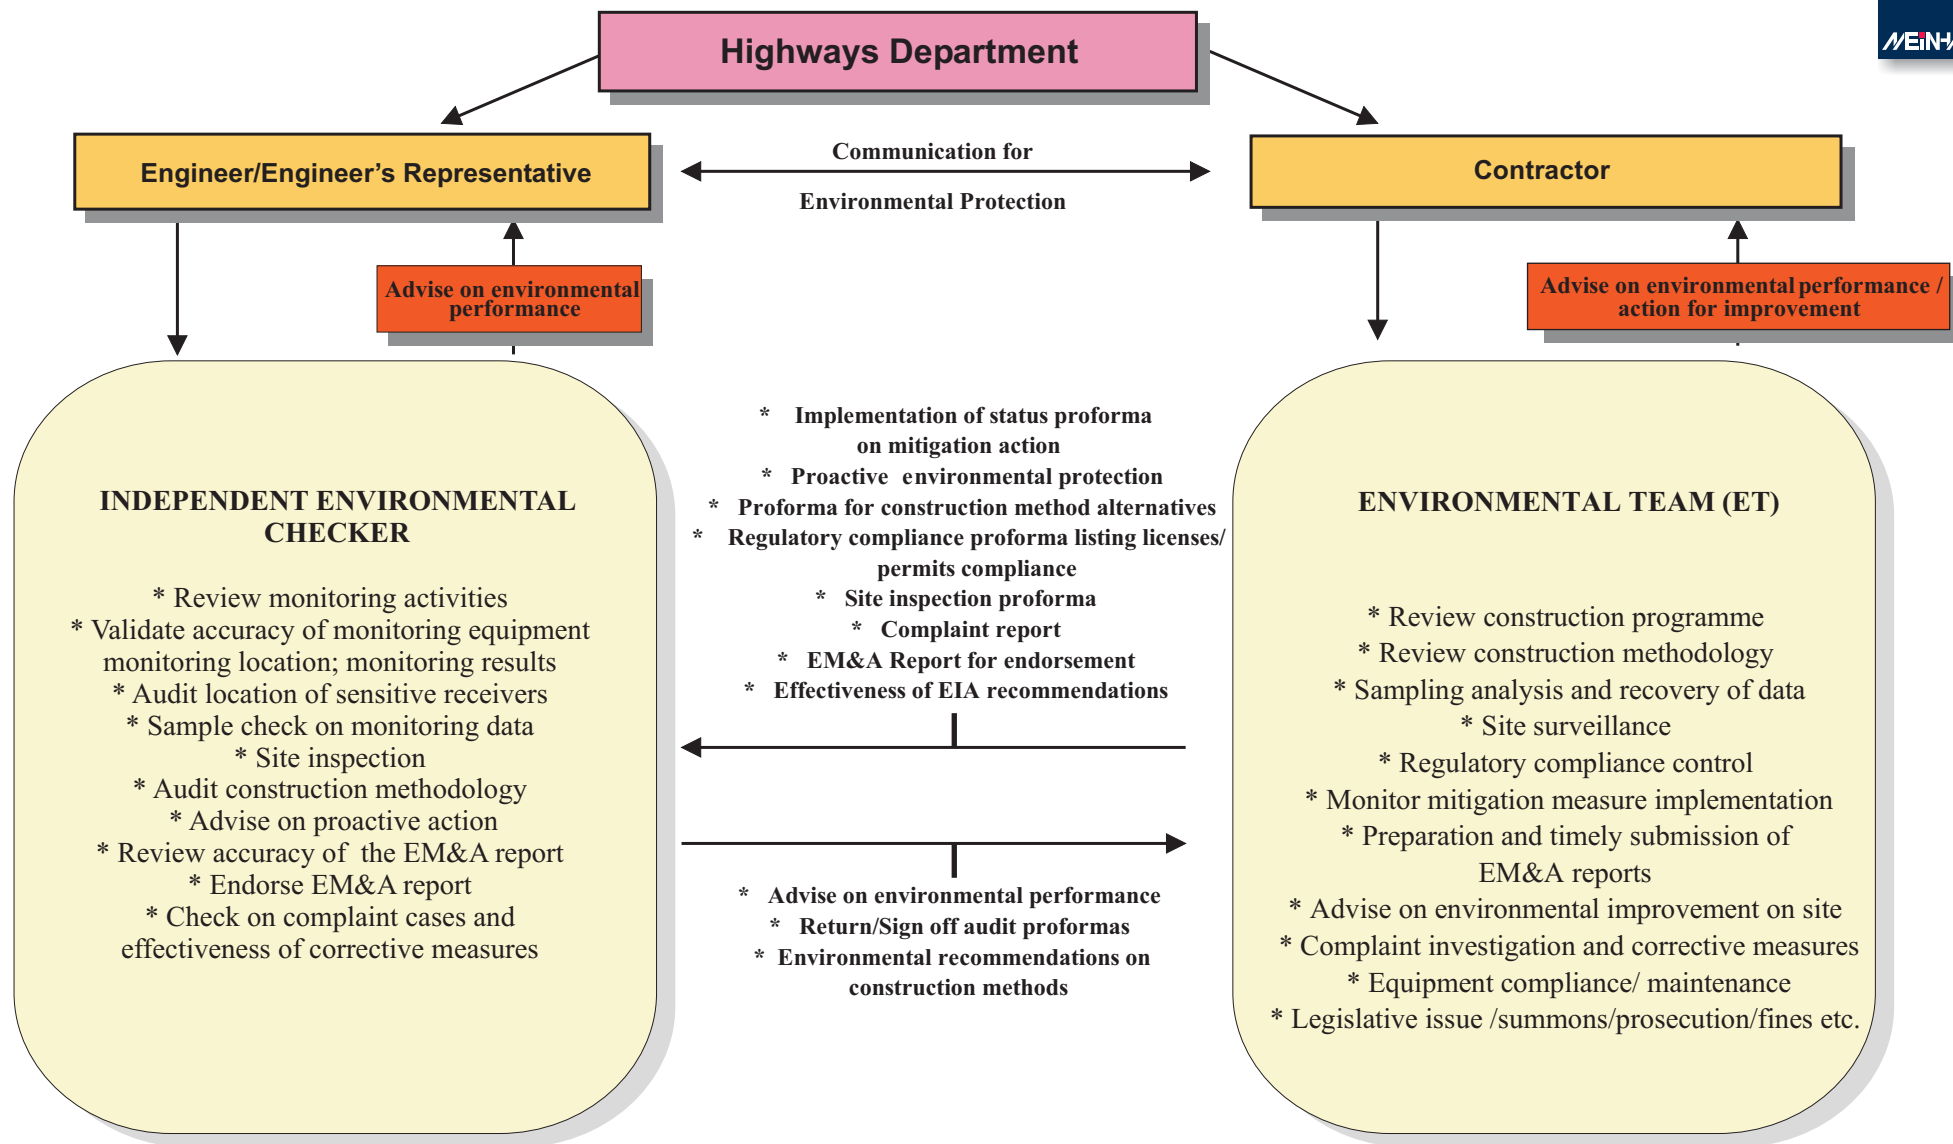 Highways Department
Engineer/Engineer’s Representative
Communication for
Environmental Protection
Contractor
Advise on environmental
performance
Advise on environmental performance /
action for improvement
INDEPENDENT ENVIRONMENTAL
CHECKER
* Review monitoring activities
* Validate accuracy of monitoring equipment
monitoring location; monitoring results
* Audit location of sensitive receivers
* Sample check on monitoring data
* Site inspection
* Audit construction methodology
* Advise on proactive action
* Review accuracy of the EM&A report
* Endorse EM&A report
* Check on complaint cases and
effectiveness of corrective measures
* Implementation of status proforma
on mitigation action
* Proactive environmental protection
* Proforma for construction method alternatives
* Regulatory compliance proforma listing licenses/
permits compliance
* Site inspection proforma
* Complaint report
* EM&A Report for endorsement
* Effectiveness of EIA recommendations
* Advise on environmental performance
* Return/Sign off audit proformas
* Environmental recommendations on
construction methods
ENVIRONMENTAL TEAM (ET)
* Review construction programme
* Review construction methodology
* Sampling analysis and recovery of data
* Site surveillance
* Regulatory compliance control
* Monitor mitigation measure implementation
* Preparation and timely submission of
EM&A reports
* Advise on environmental improvement on site
* Complaint investigation and corrective measures
* Equipment compliance/ maintenance
* Legislative issue /summons/prosecution/fines etc.